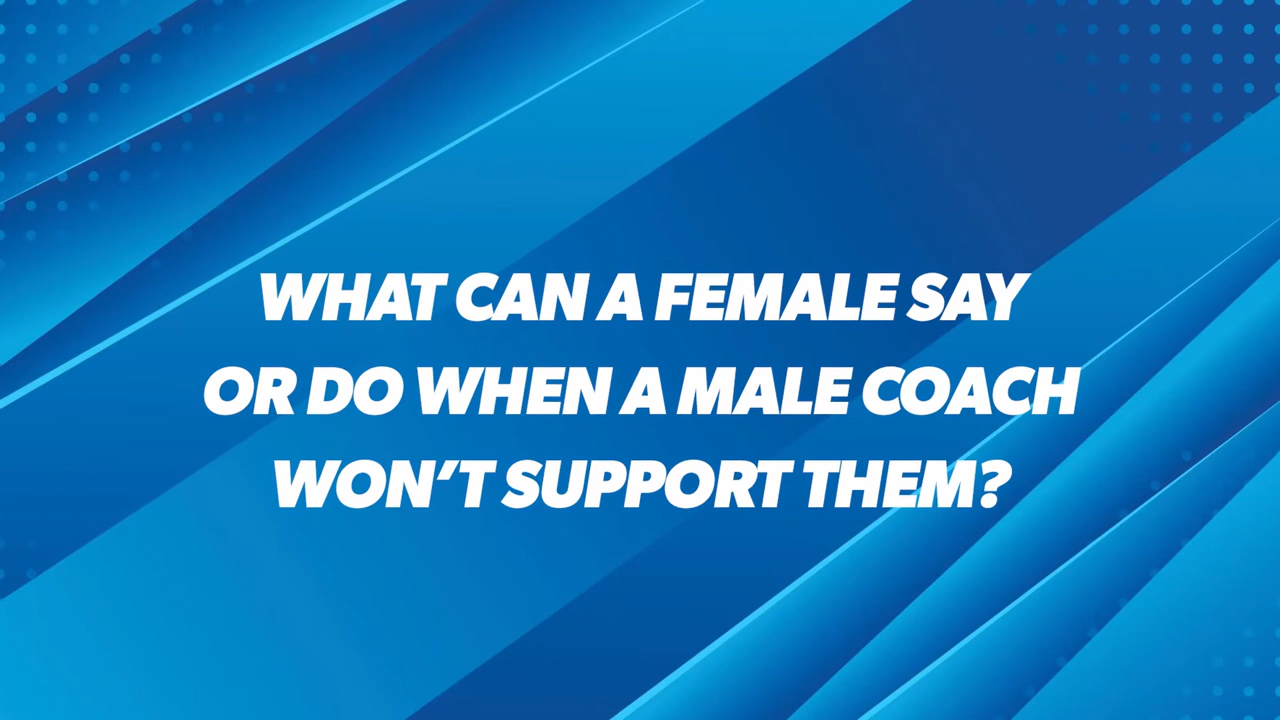 WHAT CAN A FEMALE SAY
OR DO WHEN A MALE COACH
WON’T SUPPORT THEM?